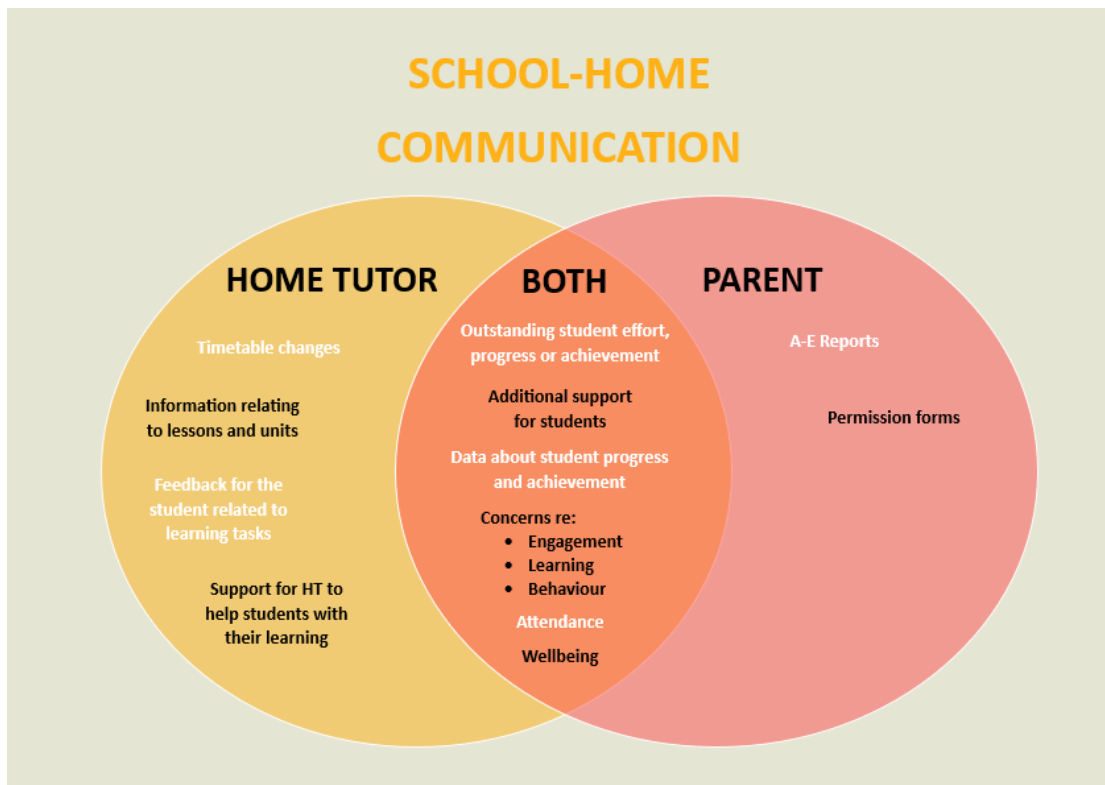 SCHOOL-HOME
COMMUNICATION
HOME TUTOR
Timetable changes
Information relating
to lessons and units
Feedback for the
student related to
learning tasks
Support for HT to
help students with
their learning
BOTH
Outstanding student effort,
progress or achievement
Additional support
for students
Data about student progress
and achievement
Concerns re:
• Engagement
• Learning
• Behaviour
Attendance
Wellbeing
PARENT
A-E Reports
Permission forms